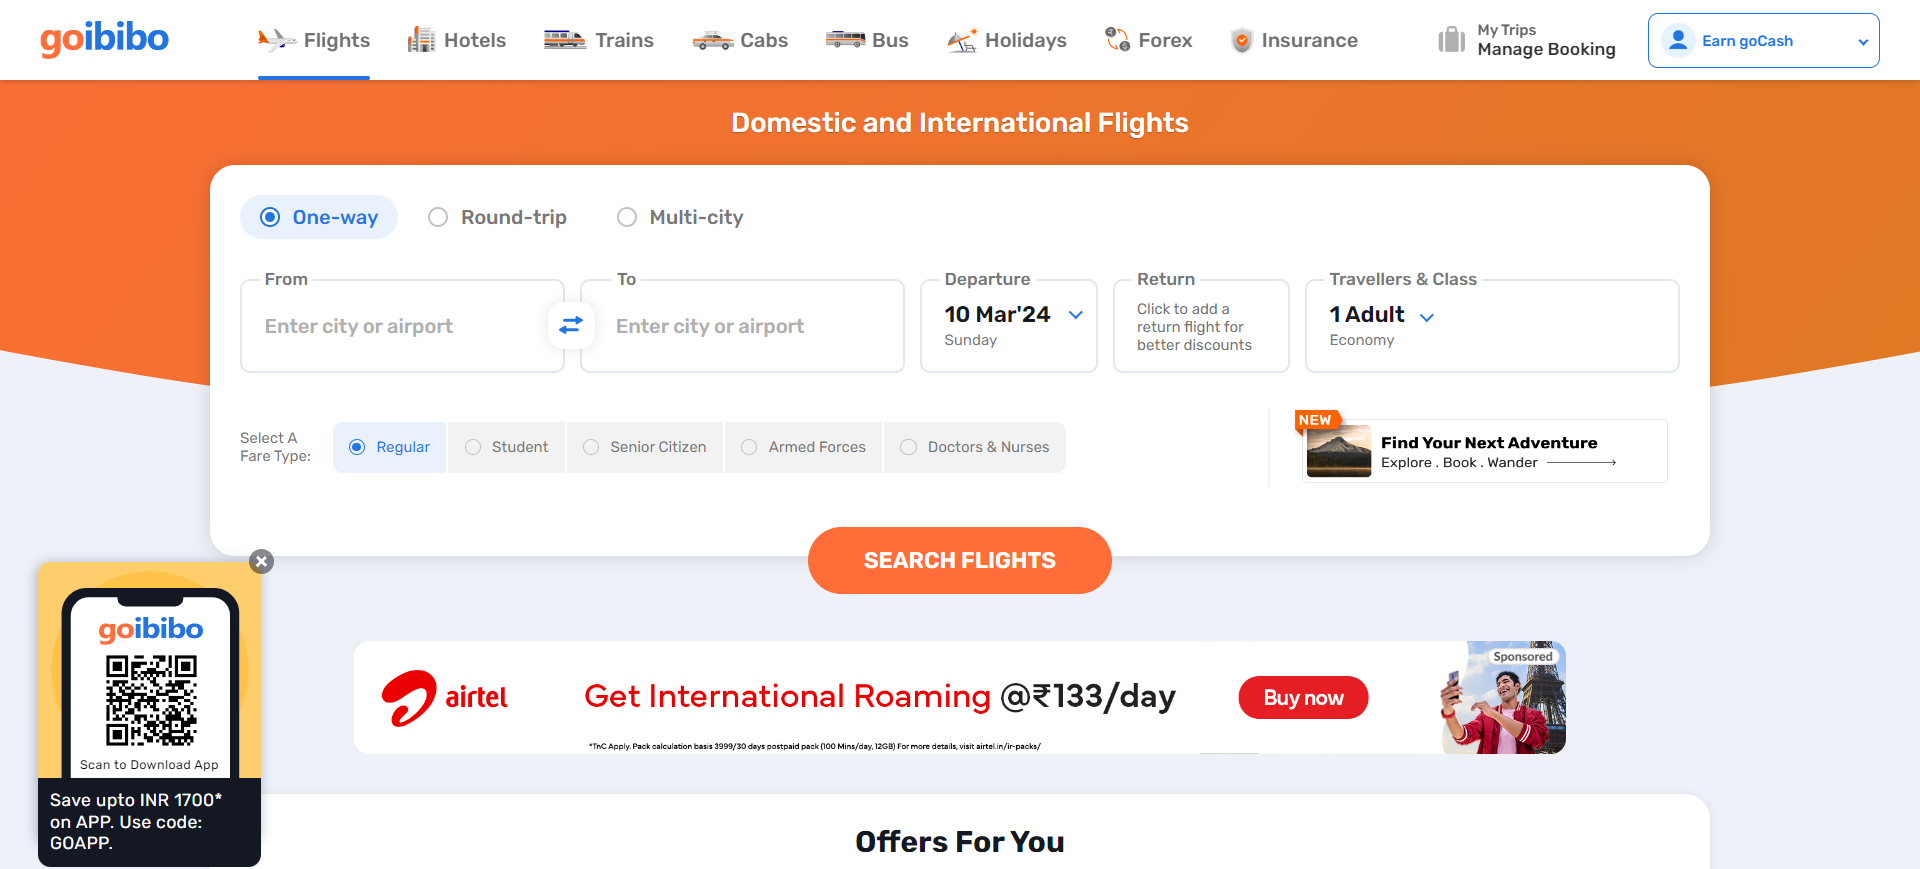 goibibo
Flights
Hotels
Trains
Cabs
Bus
Holidays
Forex
Insurance
My Trips
Manage Booking
Earn goCash
Domestic and International Flights
One-way
Round-trip
Multi-city
From
Enter city or airport
To
Enter city or airport
Departure
10 Mar'24
Sunday
Return
Click to add a
return flight for
better discounts
Travellers & Class
1 Adult
Economy
Select A
Fare Type:
Regular
Student
Senior Citizen
Armed Forces
Doctors & Nurses
NEW
Find Your Next Adventure
Explore . Book . Wander
SEARCH FLIGHTS
goibibo
Scan to Download App
Save upto INR 1700*
on APP. Use code:
GOAPP.
airtel
Get International Roaming @₹133/day
*TnC Apply. Pack calculation basis 3999/30 days postpaid pack (100 Mins/day, 12GB) For more details, visit airtel.in/ir-packs/
Buy now
Sponsored
Offers For You